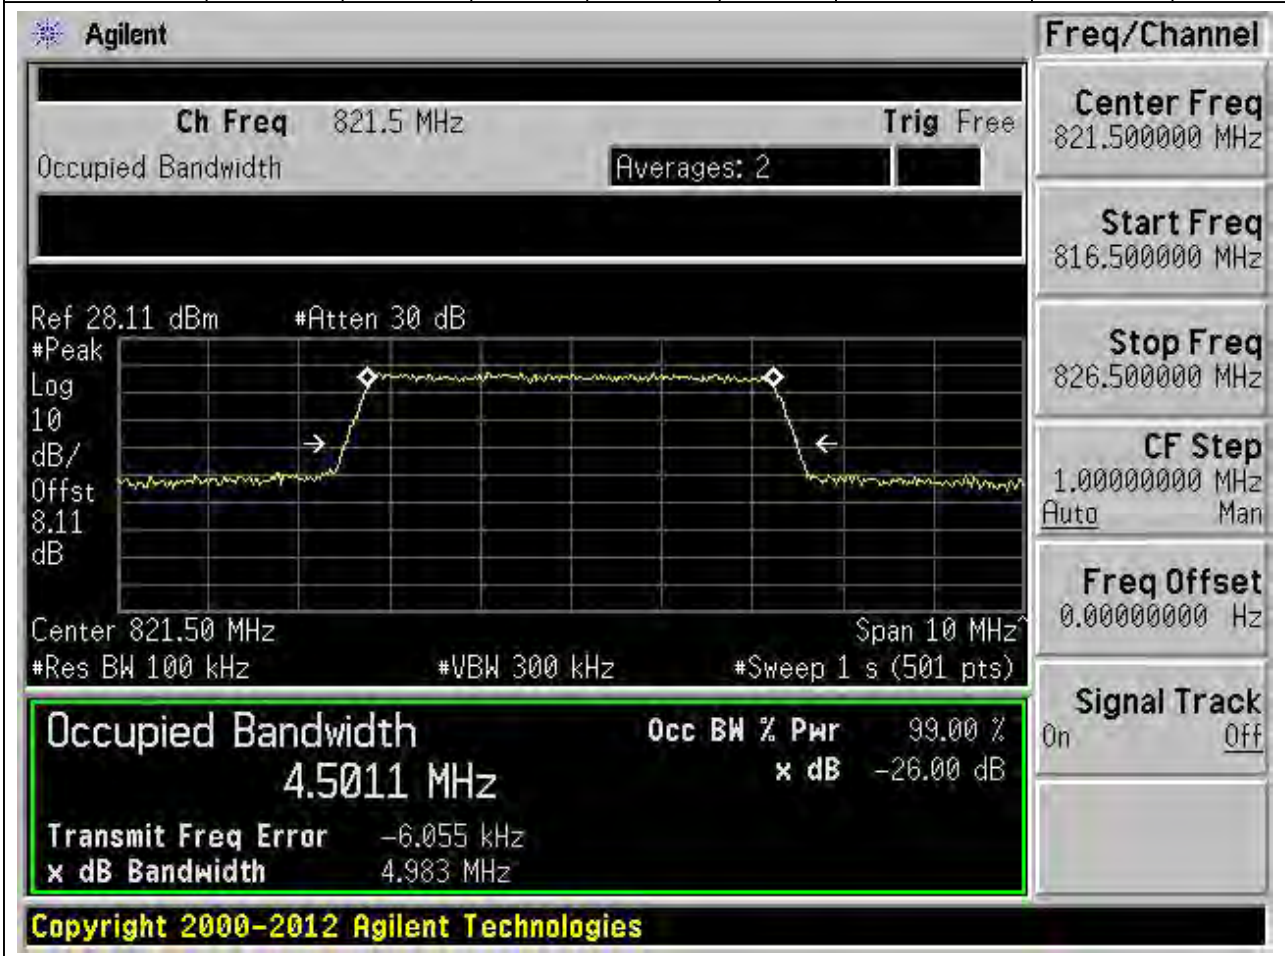 Agilent
Freq/Channel
Ch Freq 821.5 MHz Trig Free
Occupied Bandwidth Averages: 2
Center Freq
821.500000 MHz
Start Freq
816.500000 MHz
Stop Freq
826.500000 MHz
CF Step
1.00000000 MHz
Auto Man
Freq Offset
0.00000000 Hz
Signal Track
On Off
Ref 28.11 dBm #Atten 30 dB
#Peak
Log
10
dB/
Offst
8.11
dB
Center 821.50 MHz Span 10 MHz^
#Res BW 100 kHz #VBW 300 kHz #Sweep 1 s (501 pts)
Occupied Bandwidth Occ BW % Pwr 99.00 %
4.5011 MHz x dB -26.00 dB
Transmit Freq Error -6.055 kHz
x dB Bandwidth 4.983 MHz
Copyright 2000-2012 Agilent Technologies